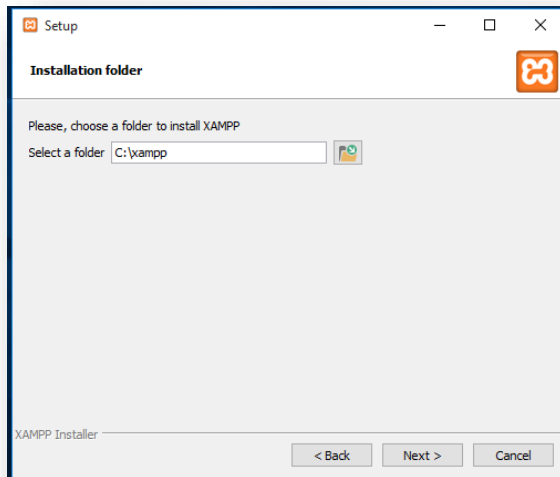 Setup
Installation folder
Please, choose a folder to install XAMPP
Select a folder C:\xampp
XAMPP Installer
< Back Next > Cancel